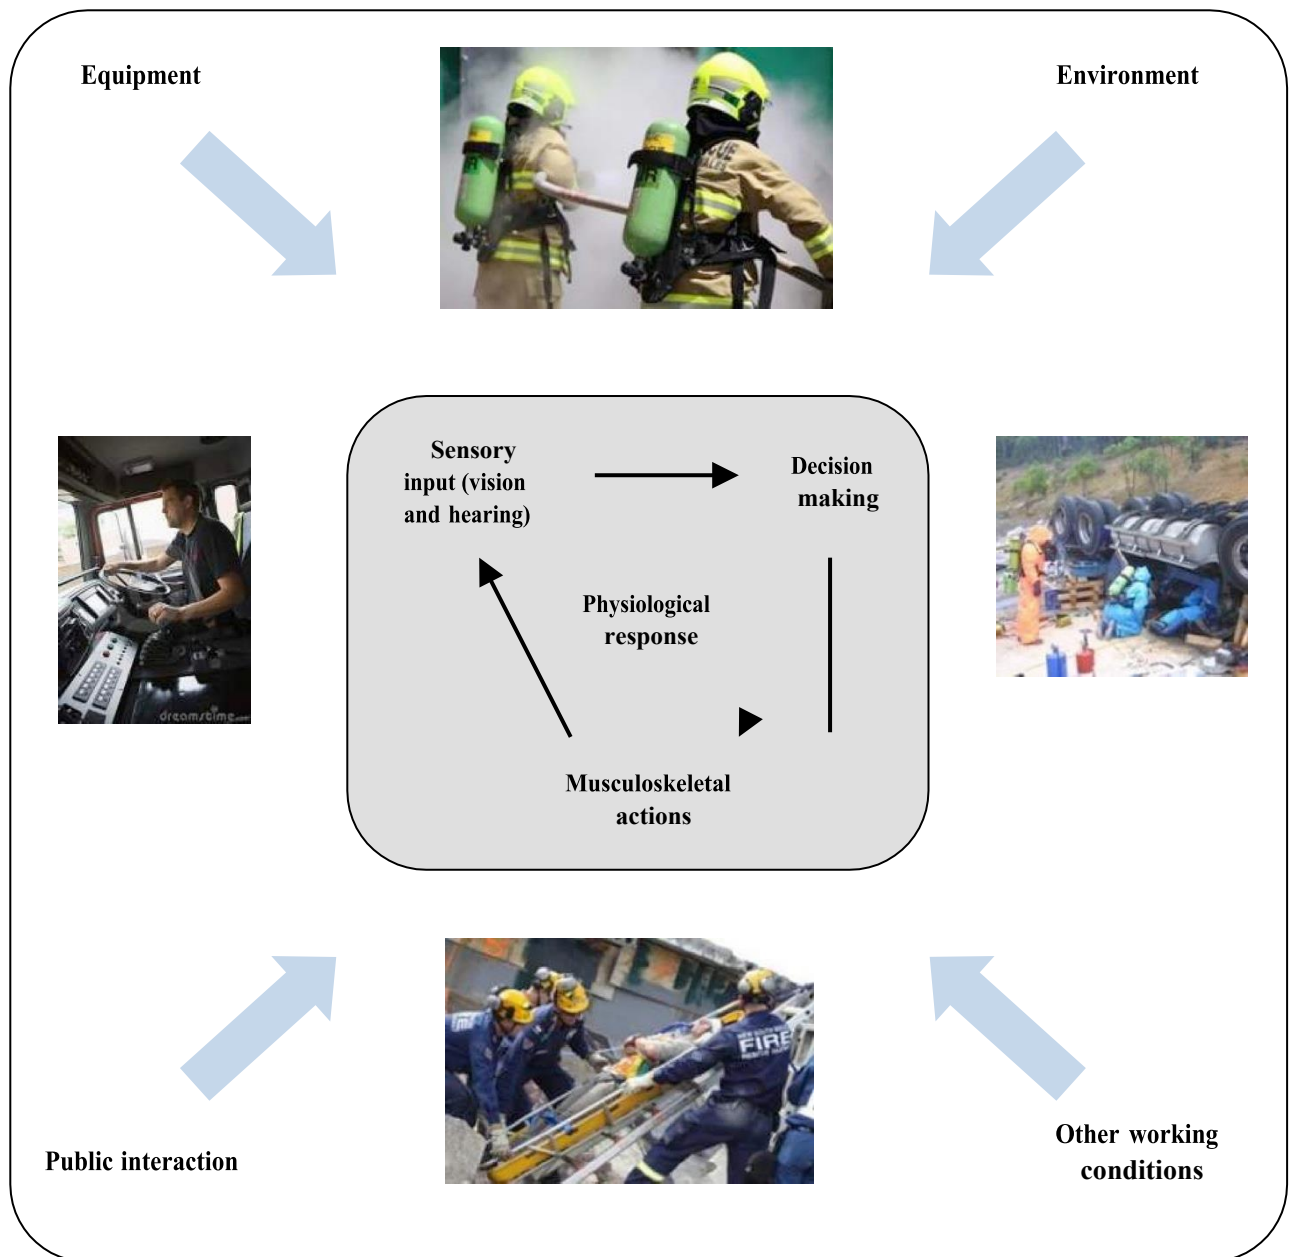 Equipment
Environment
Sensory
input (vision
and hearing)
Decision
making
Physiological
response
Musculoskeletal
actions
dreamstime
FIRE
Public interaction
Other working
conditions